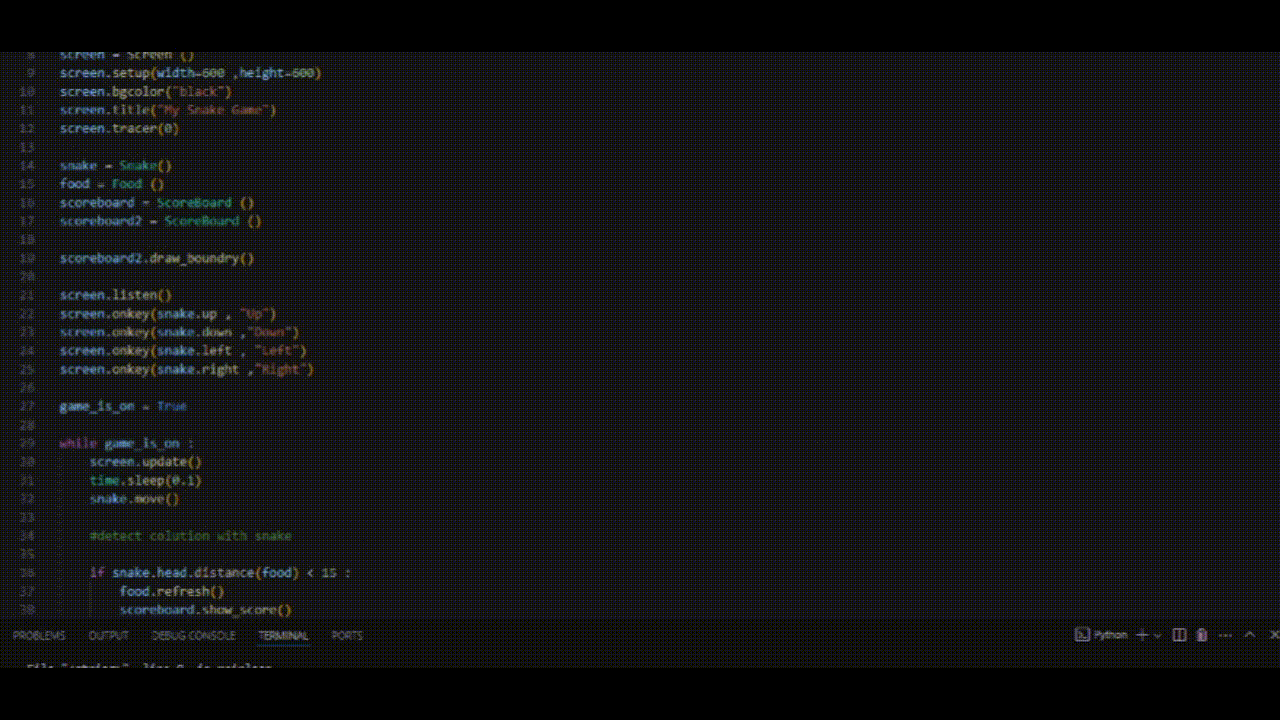 8 screen = Screen ()
9 screen.setup(width=600 ,height=600)
10 screen.bgcolor("black")
11 screen.title("My Snake Game")
12 screen.tracer(0)
13
14 snake = Snake()
15 food = Food ()
16 scoreboard = ScoreBoard ()
17 scoreboard2 = ScoreBoard ()
18
19 scoreboard2.draw_boundry()
20
21 screen.listen()
22 screen.onkey(snake.up , "Up")
23 screen.onkey(snake.down ,"Down")
24 screen.onkey(snake.left , "Left")
25 screen.onkey(snake.right ,"Right")
26
27 game_is_on = True
28
29 while game_is_on :
30 screen.update()
31 time.sleep(0.1)
32 snake.move()
33
34 #detect colution with snake
35
36 if snake.head.distance(food) < 15 :
37 food.refresh()
38 scoreboard.show_score()
PROBLEMS OUTPUT DEBUG CONSOLE TERMINAL PORTS Python
File line in